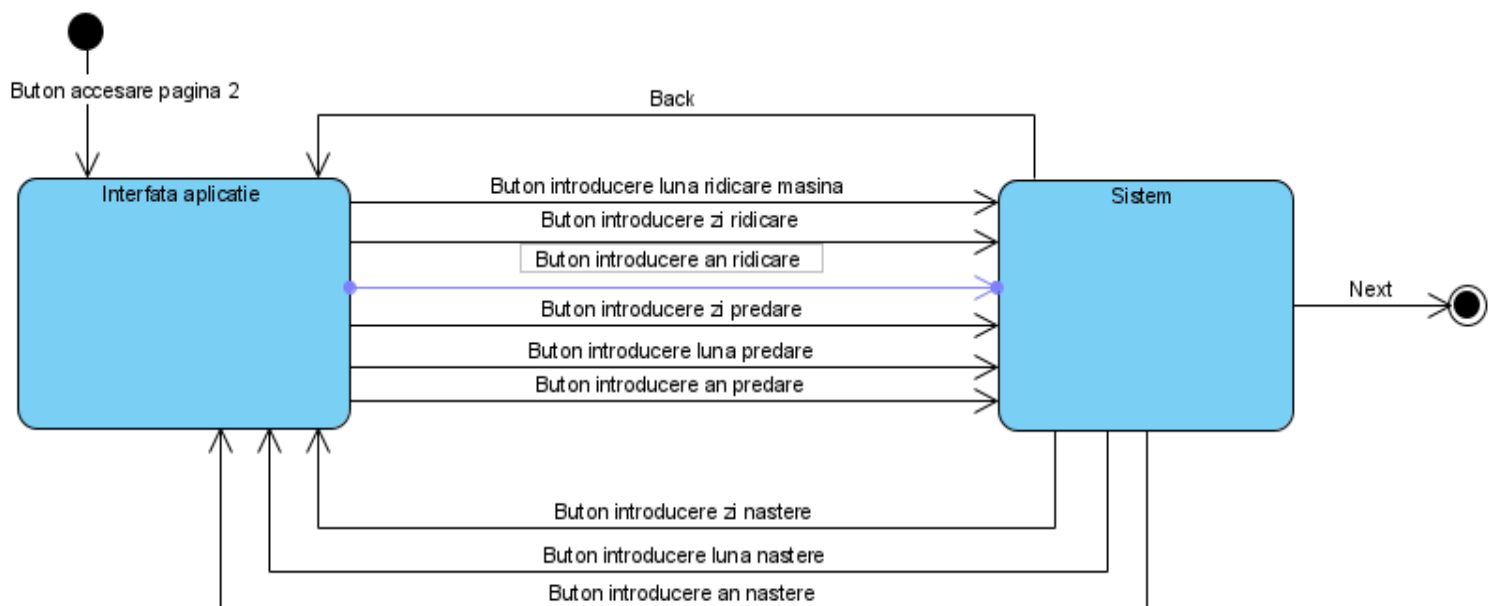 Buton accesare pagina 2
Back
Interfata aplicatie
Buton introducere luna ridicare masina
Sistem
Buton introducere zi ridicare
Buton introducere an ridicare
Next
Buton introducere zi predare
Buton introducere luna predare
Buton introducere an predare
Buton introducere zi nastere
Buton introducere luna nastere
Buton introducere an nastere